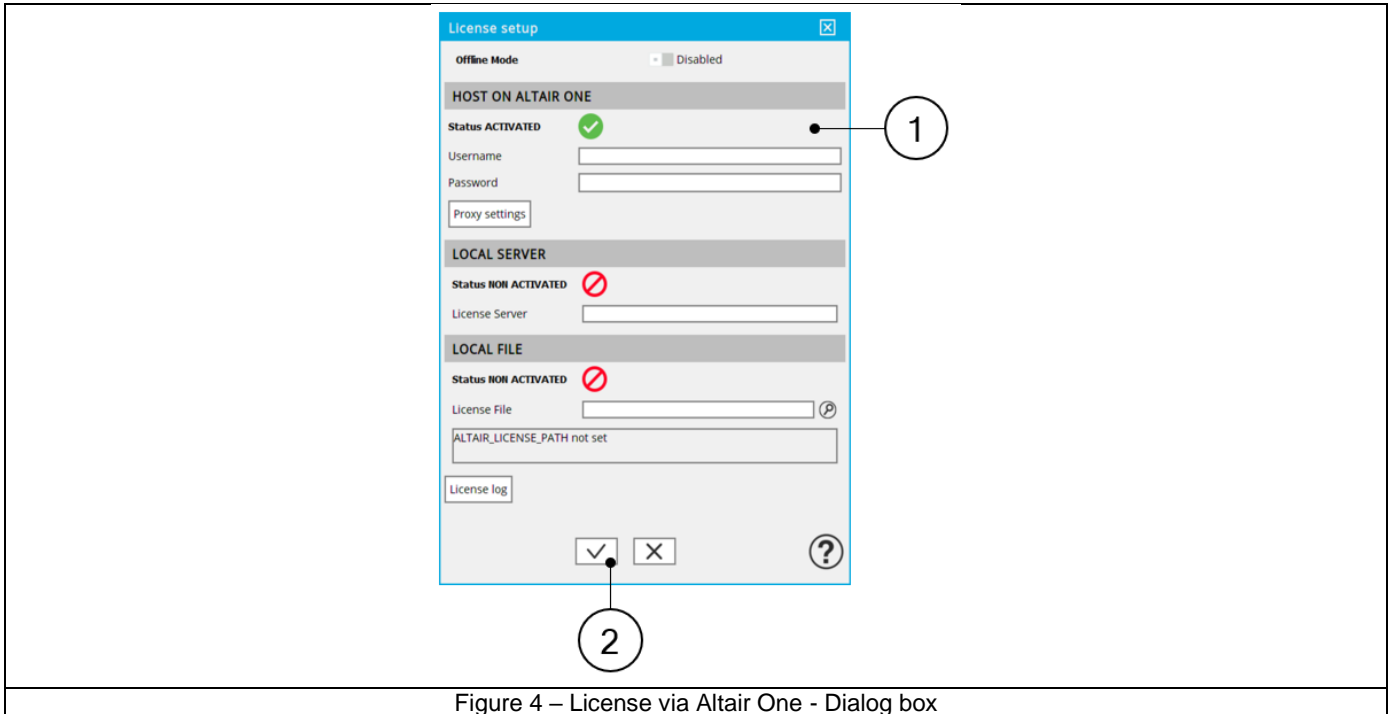 License setup
Offline Mode Disabled
HOST ON ALTAIR ONE
Status ACTIVATED
1
Username
Password
Proxy settings
LOCAL SERVER
Status NON ACTIVATED
License Server
LOCAL FILE
Status NON ACTIVATED
License File
ALTAIR_LICENSE_PATH not set
License log
?
2
Figure 4 – License via Altair One - Dialog box